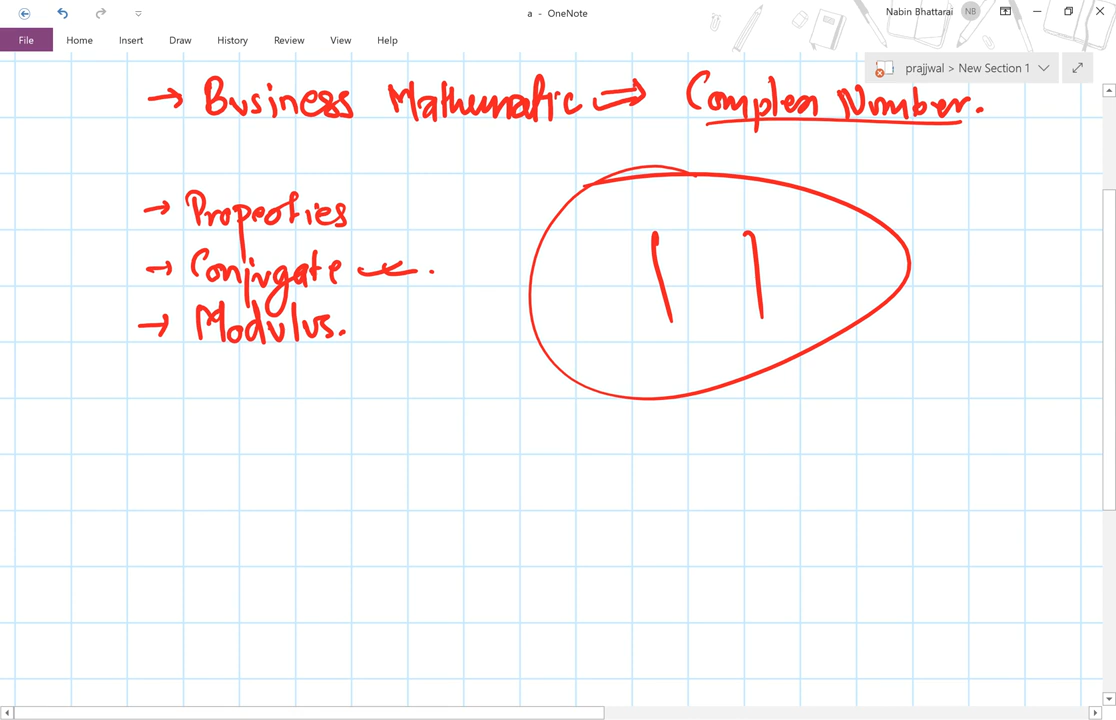 a - OneNote
Nabin Bhattarai NB
File Home Insert Draw History Review View Help
prajjwal > New Section 1
→ Business Mathematic ⇒ Complex Number.
→ Properties
→ Conjugate
→ Modulus.